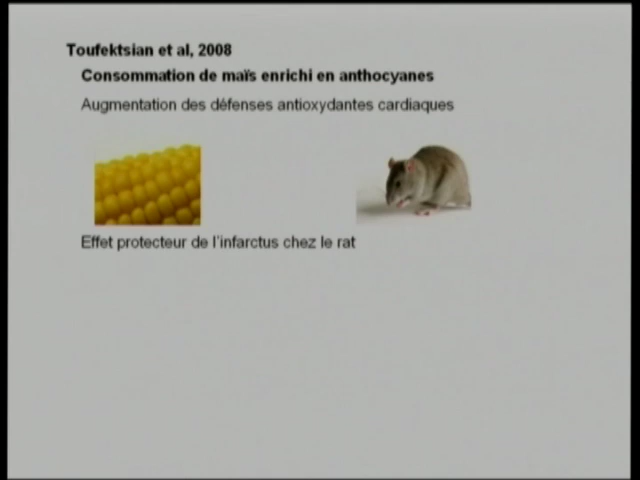 Toufektsian et al, 2008
Consommation de maïs enrichi en anthocyanes
Augmentation des défenses antioxydantes cardiaques
Effet protecteur de l'infarctus chez le rat